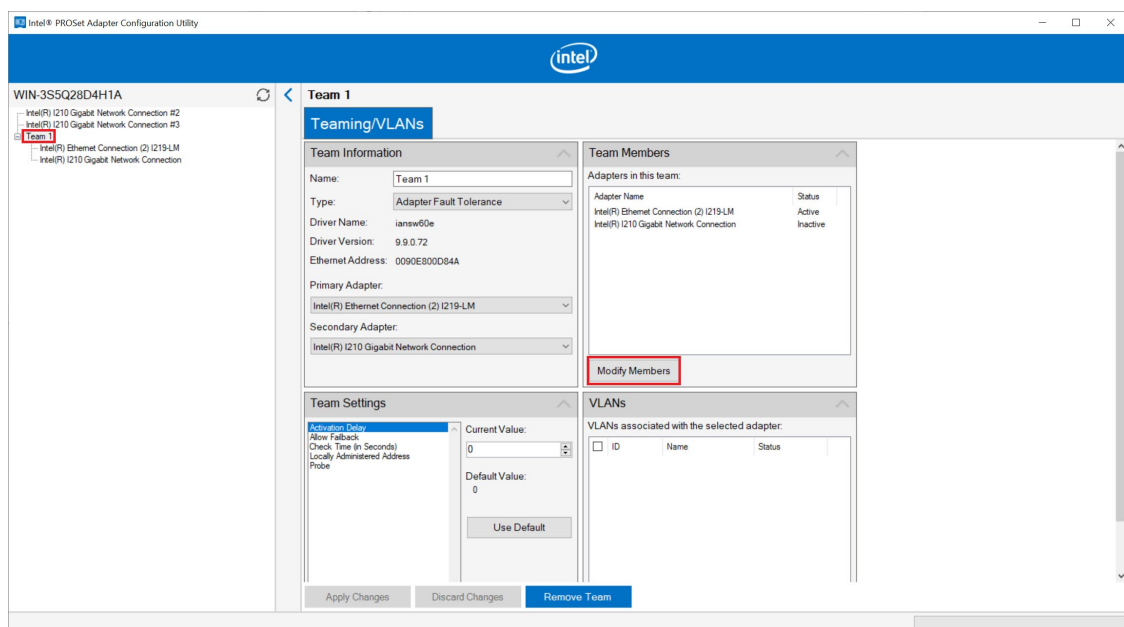 Intel® PROSet Adapter Configuration Utility
intel
WIN-3S5Q28D4H1A
Intel(R) I210 Gigabit Network Connection #2
Intel(R) I210 Gigabit Network Connection #3
Team 1
Intel(R) Ethernet Connection (2) I219-LM
Intel(R) I210 Gigabit Network Connection
Team 1
Teaming/VLANs
Team Information
Name: Team 1
Type: Adapter Fault Tolerance
Driver Name: iansw60e
Driver Version: 9.9.0.72
Ethernet Address: 0090E800D84A
Primary Adapter:
Intel(R) Ethernet Connection (2) I219-LM
Secondary Adapter:
Intel(R) I210 Gigabit Network Connection
Team Members
Adapters in this team:
Adapter Name Status
Intel(R) Ethernet Connection (2) I219-LM Active
Intel(R) I210 Gigabit Network Connection Inactive
Modify Members
Team Settings
Activation Delay
Allow Failback
Check Time (in Seconds)
Locally Administered Address
Probe
Current Value:
0
Default Value:
0
Use Default
VLANs
VLANs associated with the selected adapter:
ID Name Status
Apply Changes Discard Changes Remove Team